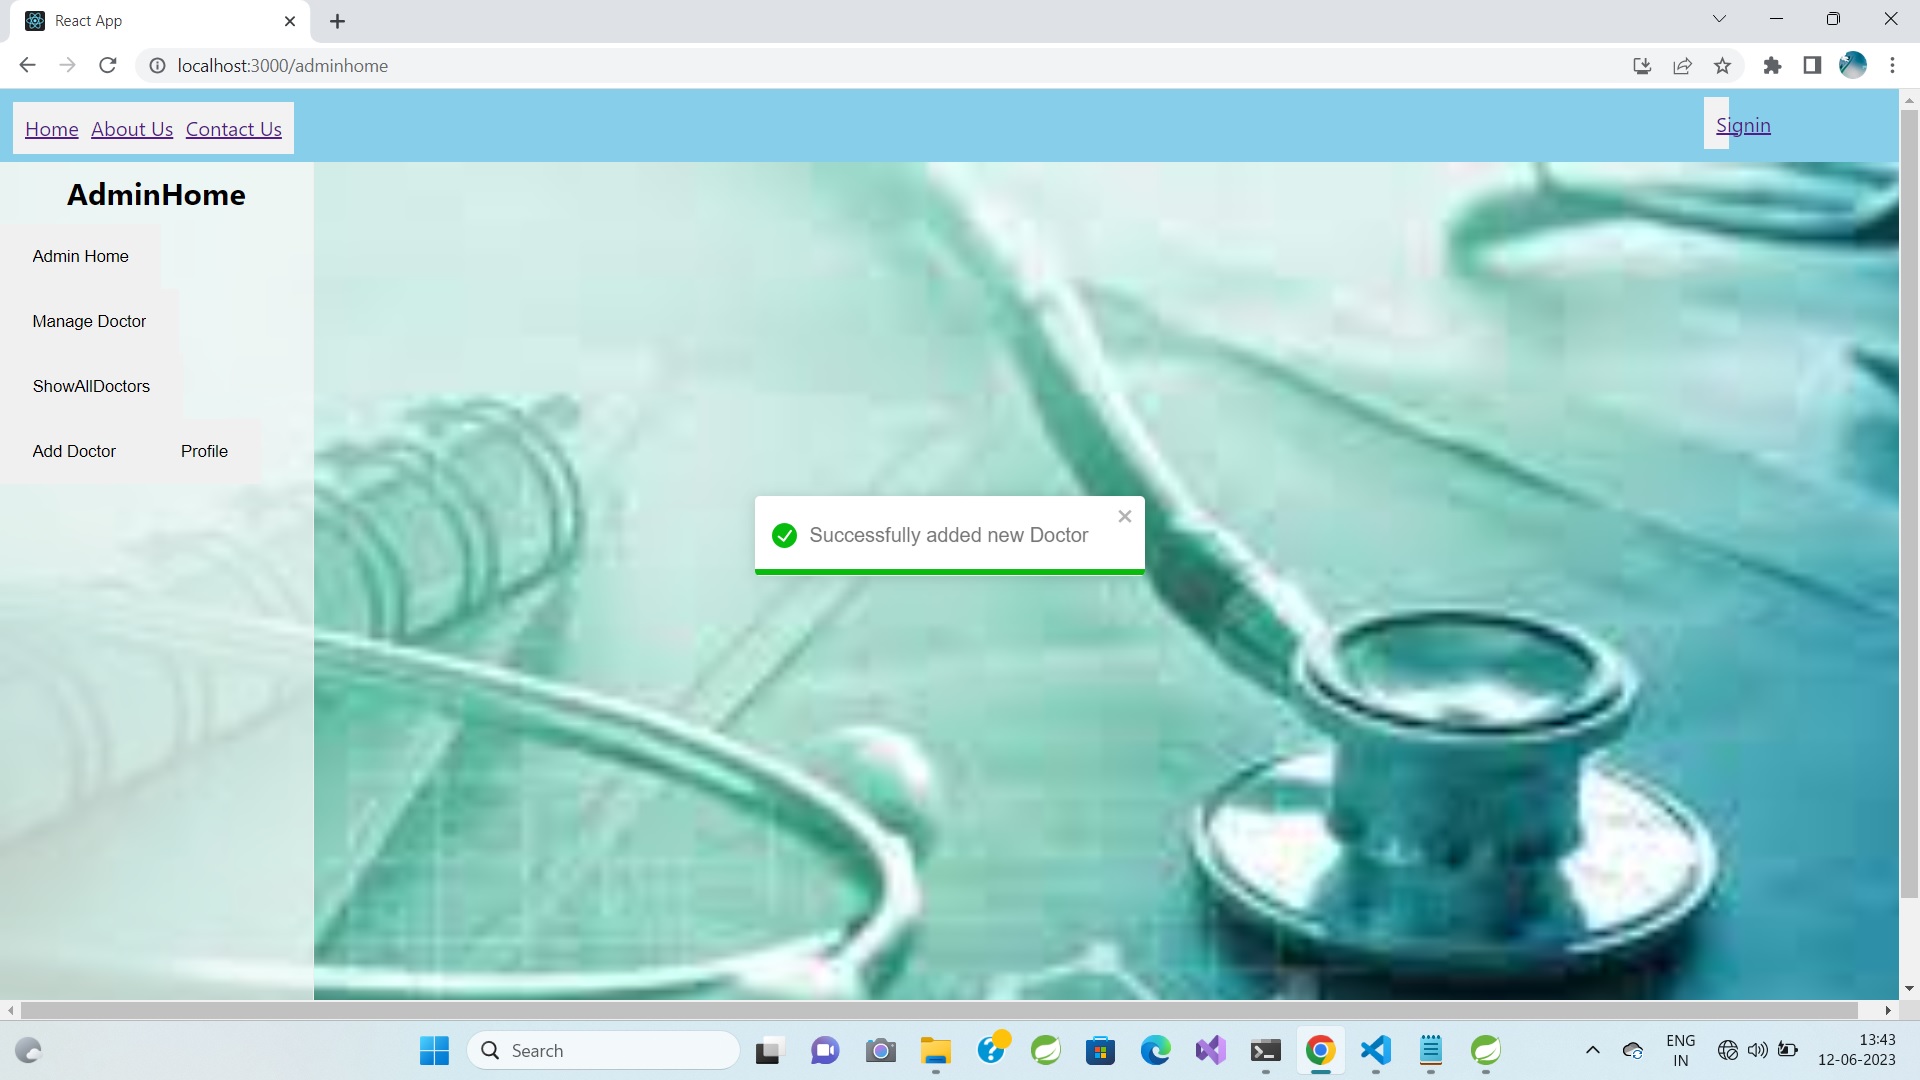 React App
localhost:3000/adminhome
Home About Us Contact Us
Signin
AdminHome
Admin Home
Manage Doctor
ShowAllDoctors
Add Doctor Profile
Successfully added new Doctor
Search
ENG
IN
13:43
12-06-2023